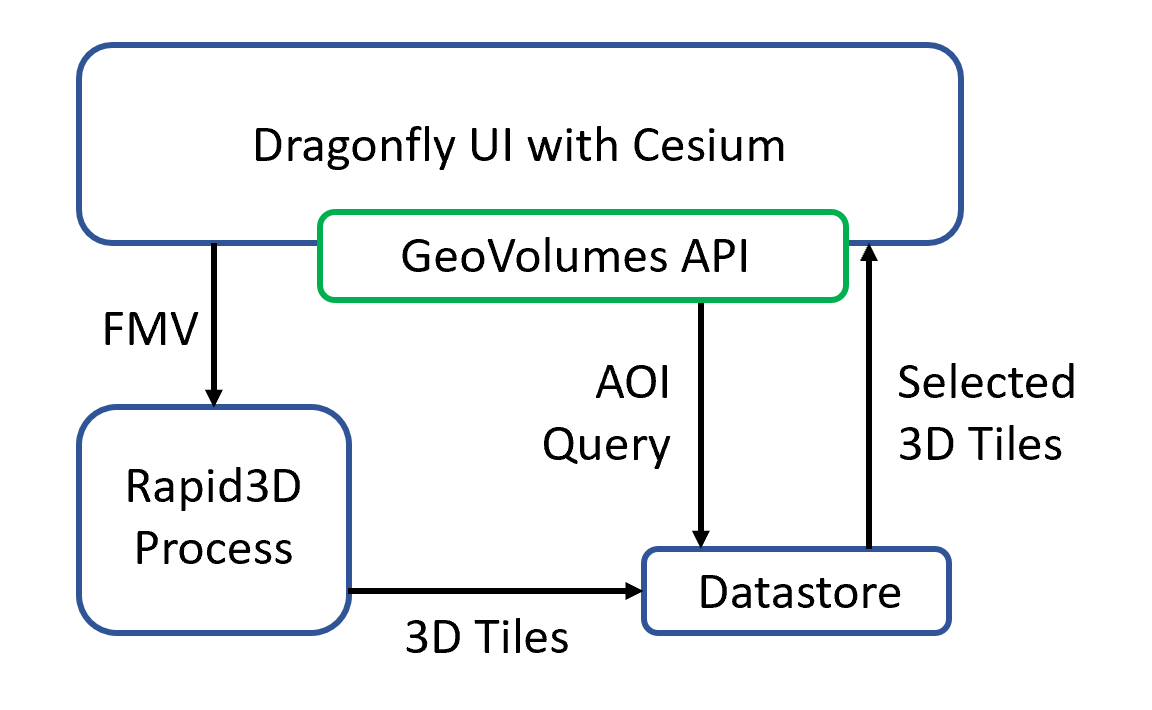 Dragonfly UI with Cesium
GeoVolumes API
FMV
AOI
Query
Selected
3D Tiles
Rapid3D
Process
Datastore
3D Tiles